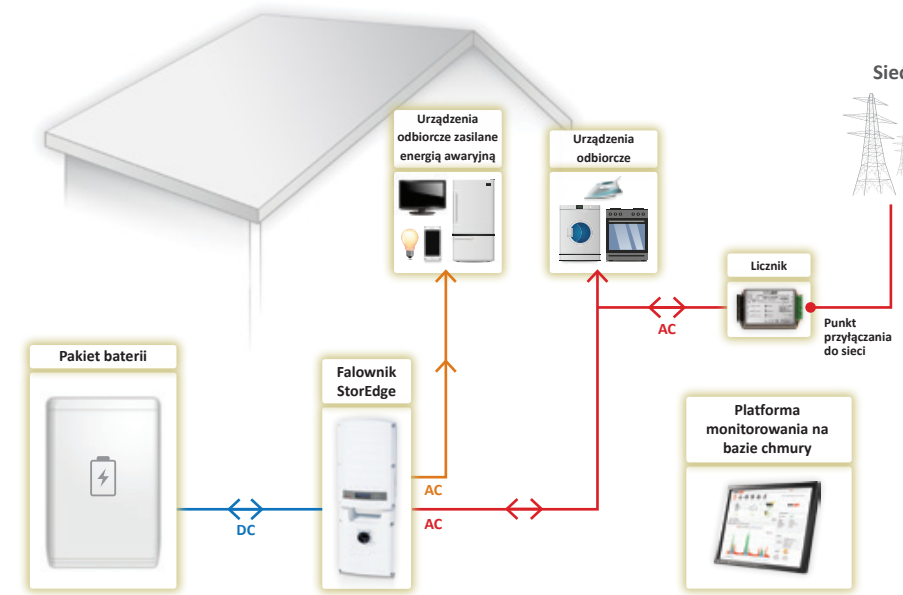 Urządzenia
odbiorcze zasilane
energią awaryjną
Urządzenia
odbiorcze
Licznik
AC
Punkt
przyłączania
do sieci
Pakiet baterii
Falownik
StorEdge
Platforma
monitorowania na
bazie chmury
AC
AC
DC